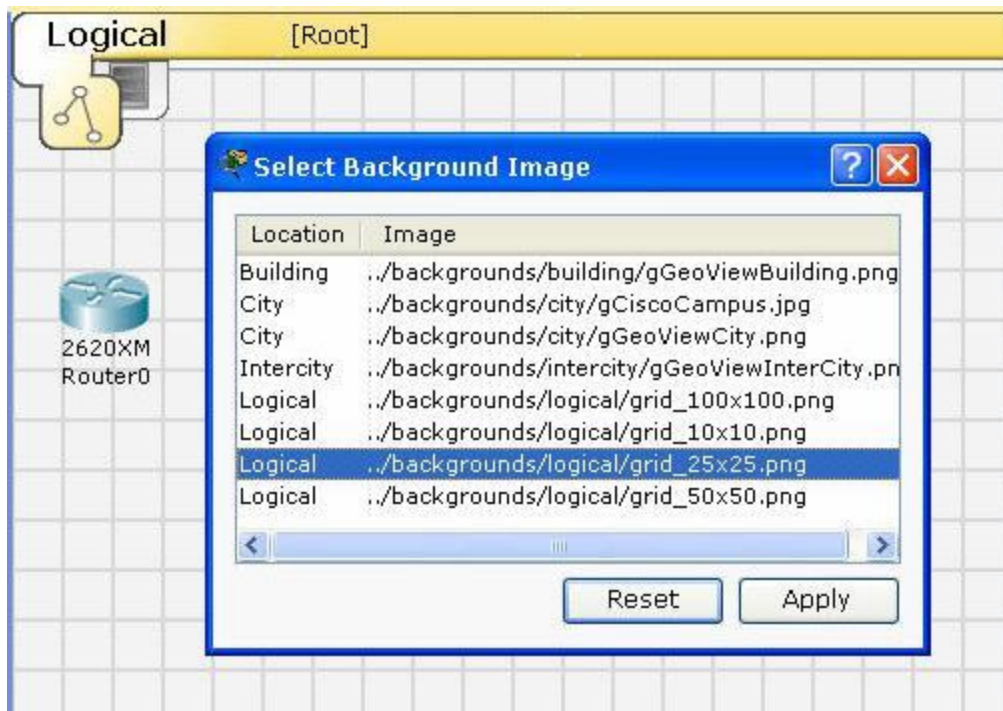 Logical [Root]
Select Background Image
Location Image
Building ../backgrounds/building/gGeoViewBuilding.png
City ../backgrounds/city/gCiscoCampus.jpg
City ../backgrounds/city/gGeoViewCity.png
Intercity ../backgrounds/intercity/gGeoViewInterCity.pn
Logical ../backgrounds/logical/grid_100x100.png
Logical ../backgrounds/logical/grid_10x10.png
Logical ../backgrounds/logical/grid_25x25.png
Logical ../backgrounds/logical/grid_50x50.png
Reset Apply
2620XM
Router0